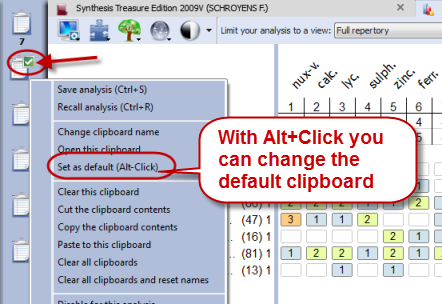 Synthesis Treasure Edition 2009V (SCHROYENS F.)
Limit your analysis to a view: Full repertory
7
nux-v. calc. lyc. sulph. zinc. ferr.
1 2 3 4 5 6
Save analysis (Ctrl+S)
Recall analysis (Ctrl+R)
Change clipboard name
Open this clipboard
Set as default (Alt-Click)
Clear this clipboard
Cut the clipboard contents
Copy the clipboard contents
Paste to this clipboard
Clear all clipboards
Clear all clipboards and reset names
With Alt+Click you
can change the
default clipboard
4
(47) 1 3 1 1 2
(16) 1 2 1
(81) 1 1 2 2 1 2 1
(13) 1 1 1